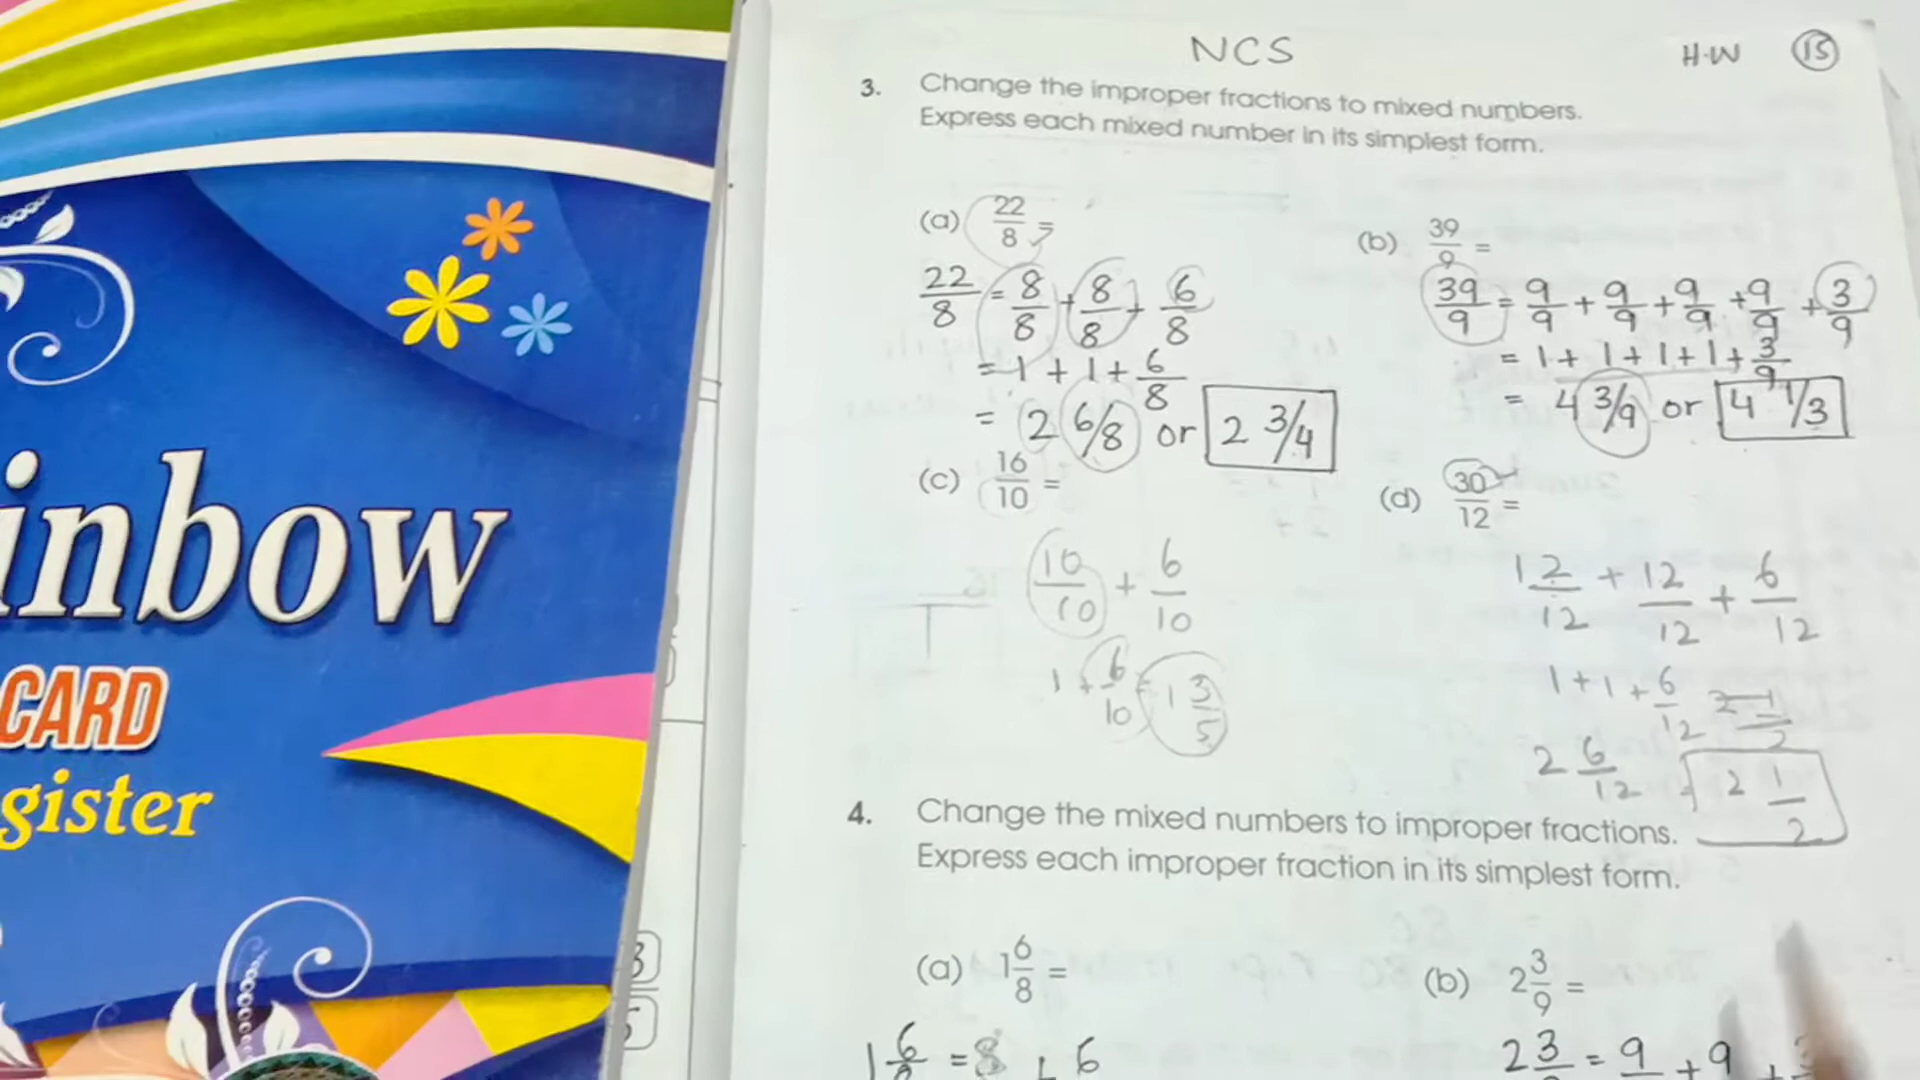 inbow
CARD
gister
NCS
H.W 15
3. Change the improper fractions to mixed numbers.
Express each mixed number in its simplest form.
(a) 22/8 =
22/8 = 8/8 + 8/8 + 6/8
= 1 + 1 + 6/8
= 2 6/8 or 2 3/4
(b) 39/9 =
39/9 = 9/9 + 9/9 + 9/9 + 9/9 + 3/9
= 1 + 1 + 1 + 1 + 3/9
= 4 3/9 or 4 1/3
(c) 16/10 =
10/10 + 6/10
1 + 6/10 = 1 3/5
(d) 30/12 =
12/12 + 12/12 + 6/12
1 + 1 + 6/12 2 1/2
2 6/12 2 1/2
4. Change the mixed numbers to improper fractions.
Express each improper fraction in its simplest form.
(a) 1 6/8 =
(b) 2 3/9 =